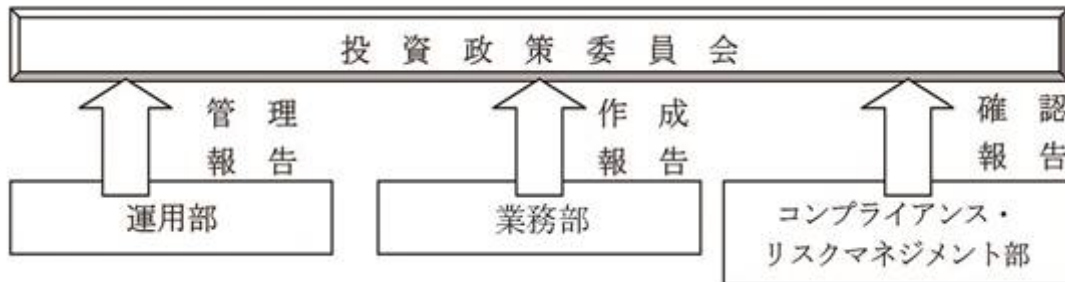 投資政策委員会
管理
報告
作成
報告
確認
報告
運用部
業務部
コンプライアンス・
リスクマネジメント部